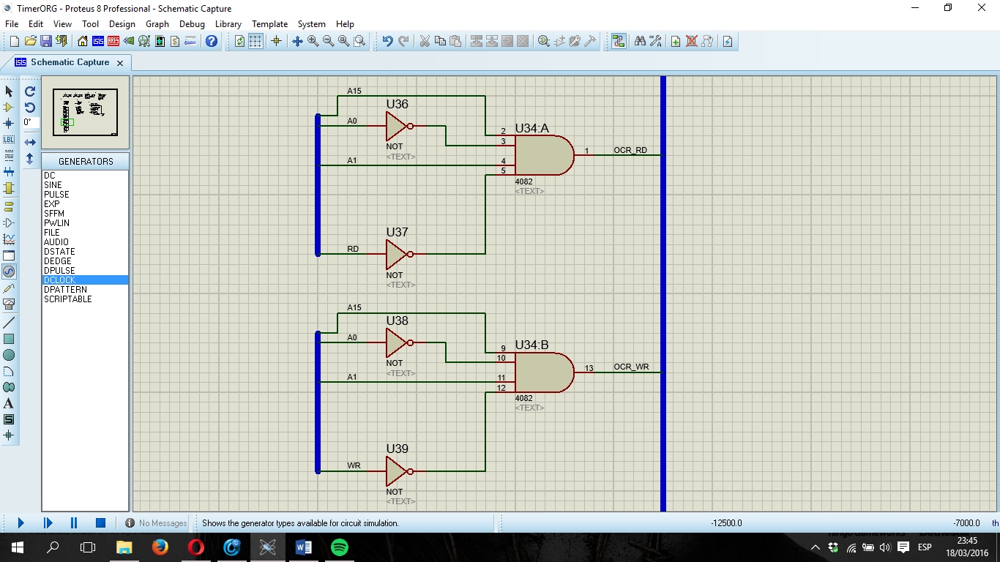 TimerORG - Proteus 8 Professional - Schematic Capture
File Edit View Tool Design Graph Debug Library Template System Help
Schematic Capture
0°
GENERATORS
DC
SINE
PULSE
EXP
SFFM
PWLIN
FILE
AUDIO
DSTATE
DEDGE
DPULSE
DCLOCK
DPATTERN
SCRIPTABLE
LBL
A
S
A15
U36
A0
NOT
<TEXT>
A1
2
3
4
5
U34:A
1
OCR_RD
4082
<TEXT>
U37
RD
NOT
<TEXT>
A15
U38
A0
NOT
<TEXT>
A1
9
10
11
12
U34:B
13
OCR_WR
4082
<TEXT>
U39
WR
NOT
<TEXT>
No Messages
Shows the generator types available for circuit simulation.
-12500.0
-7000.0
th
ESP
23:45
18/03/2016